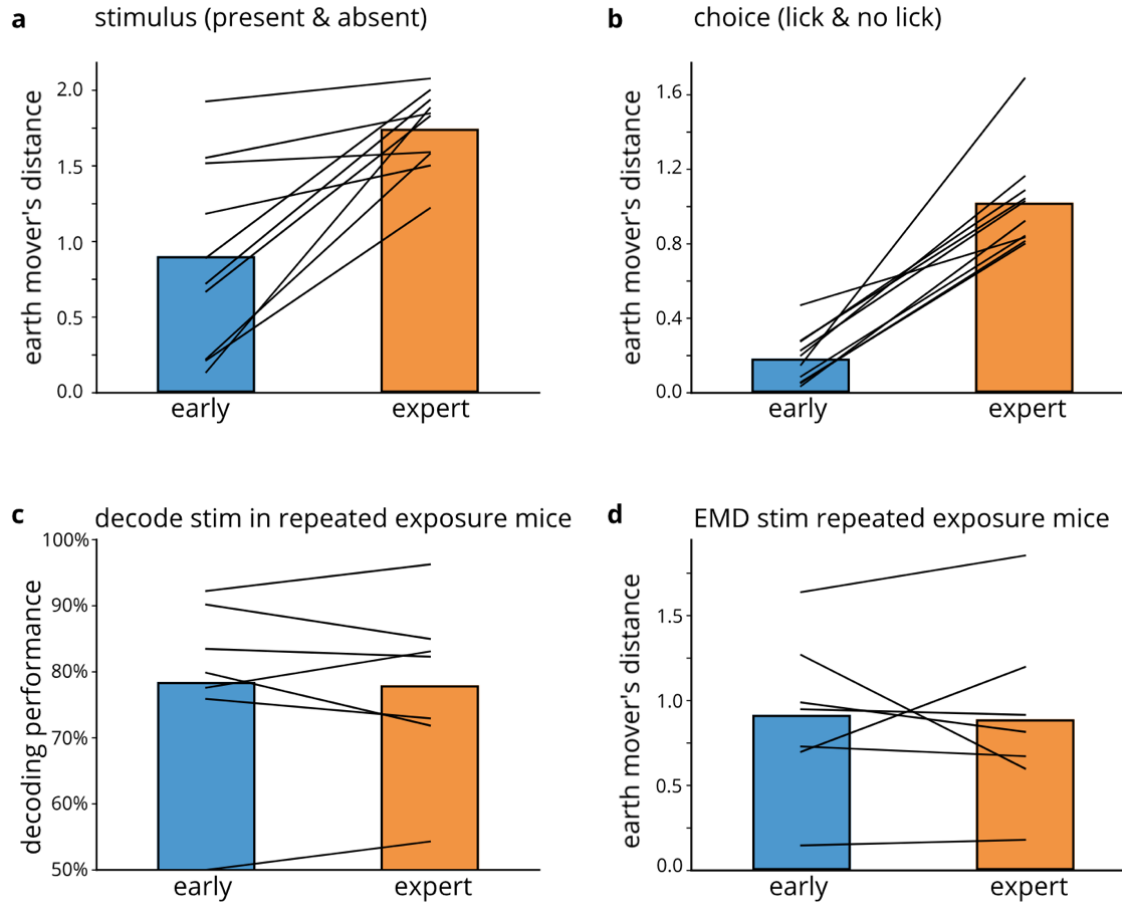 a stimulus (present & absent)
earth mover's distance
2.0
1.5
1.0
0.5
0.0
early expert
b choice (lick & no lick)
earth mover's distance
1.6
1.2
0.8
0.4
0.0
early expert
c decode stim in repeated exposure mice
decoding performance
100%
90%
80%
70%
60%
50%
early expert
d EMD stim repeated exposure mice
earth mover's distance
1.5
1.0
0.5
0.0
early expert